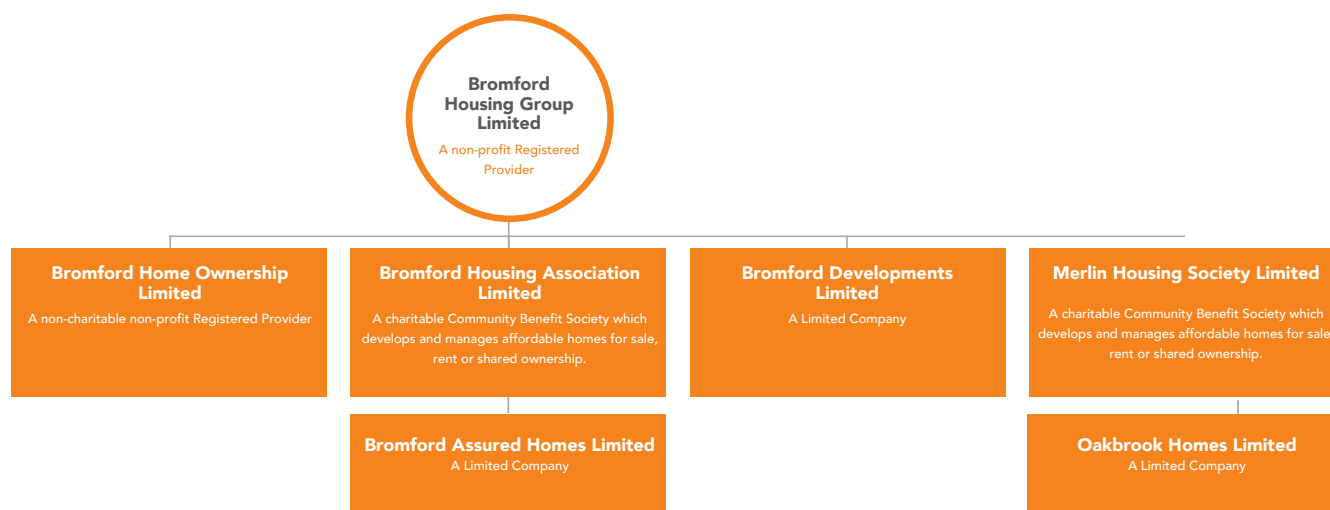 Bromford
Housing Group
Limited
A non-profit Registered
Provider
Bromford Home Ownership
Limited
A non-charitable non-profit Registered Provider
Bromford Housing Association
Limited
A charitable Community Benefit Society which
develops and manages affordable homes for sale,
rent or shared ownership.
Bromford Developments
Limited
A Limited Company
Merlin Housing Society Limited
A charitable Community Benefit Society which
develops and manages affordable homes for sale
rent or shared ownership.
Bromford Assured Homes Limited
A Limited Company
Oakbrook Homes Limited
A Limited Company